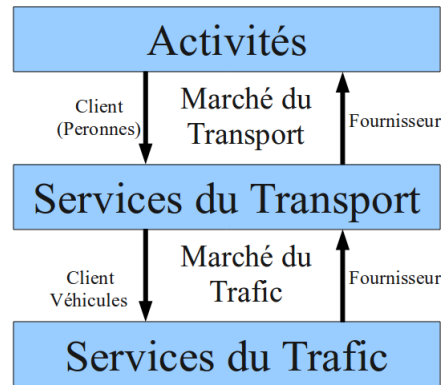 Activités
Client
(Peronnes)
Marché du
Transport
Fournisseur
Services du Transport
Client
Véhicules
Marché du
Trafic
Fournisseur
Services du Trafic